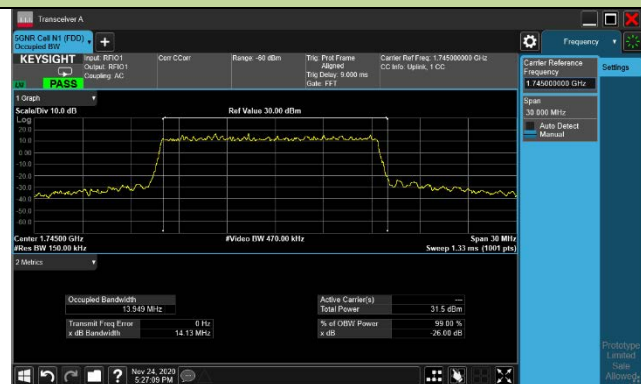 Transceiver A
5GNR Cell N1 (FDD)
Occupied BW
Frequency
KEYSIGHT
PASS
Input: RFIO1
Output: RFIO1
Coupling: AC
Corr CCorr
Range: -60 dBm
Trig: Prot Frame
Aligned
Trig Delay: 9.000 ms
Gate: FFT
Carrier Ref Freq: 1.745000000 GHz
CC Info: Uplink, 1 CC
Carrier Reference
Frequency
1.745000000 GHz
Settings
Span
30.000 MHz
Auto Detect
Manual
1 Graph
Scale/Div 10.0 dB
Ref Value 30.00 dBm
Log
20.0
10.0
0.00
-10.0
-20.0
-30.0
-40.0
-50.0
-60.0
Center 1.74500 GHz
#Res BW 150.00 kHz
#Video BW 470.00 kHz
Span 30 MHz
Sweep 1.33 ms (1001 pts)
2 Metrics
Occupied Bandwidth
13.949 MHz
Active Carrier(s)
---
Total Power
31.5 dBm
Transmit Freq Error
0 Hz
% of OBW Power
99.00 %
x dB Bandwidth
14.13 MHz
x dB
-26.00 dB
Prototype
Limited
Sale
Allowed
?
Nov 24, 2020
5:27:09 PM